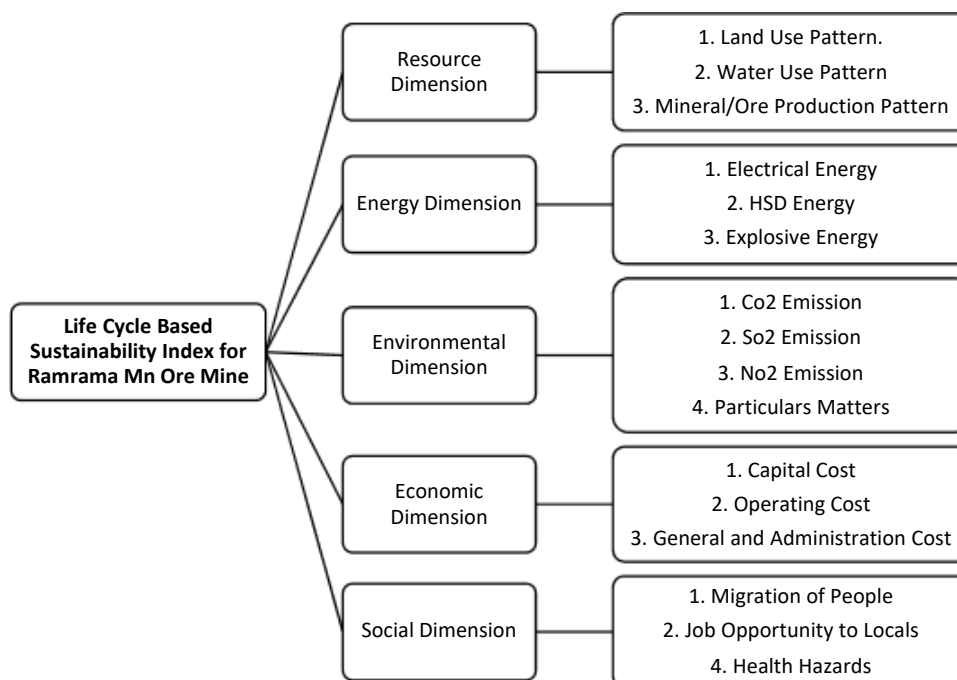 Life Cycle Based
Sustainability Index for
Ramrama Mn Ore Mine
Resource
Dimension
1. Land Use Pattern.
2. Water Use Pattern
3. Mineral/Ore Production Pattern
Energy Dimension
1. Electrical Energy
2. HSD Energy
3. Explosive Energy
Environmental
Dimension
1. Co2 Emission
2. So2 Emission
3. No2 Emission
4. Particulars Matters
Economic
Dimension
1. Capital Cost
2. Operating Cost
3. General and Administration Cost
Social Dimension
1. Migration of People
2. Job Opportunity to Locals
4. Health Hazards